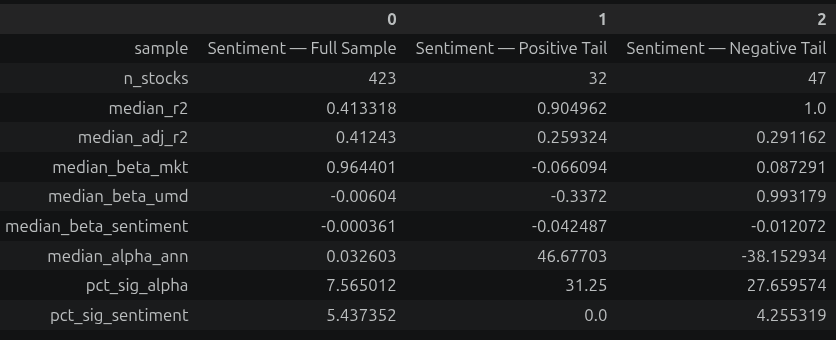 0 1 2
sample Sentiment — Full Sample Sentiment — Positive Tail Sentiment — Negative Tail
n_stocks 423 32 47
median_r2 0.413318 0.904962 1.0
median_adj_r2 0.41243 0.259324 0.291162
median_beta_mkt 0.964401 -0.066094 0.087291
median_beta_umd -0.00604 -0.3372 0.993179
median_beta_sentiment -0.000361 -0.042487 -0.012072
median_alpha_ann 0.032603 46.67703 -38.152934
pct_sig_alpha 7.565012 31.25 27.659574
pct_sig_sentiment 5.437352 0.0 4.255319